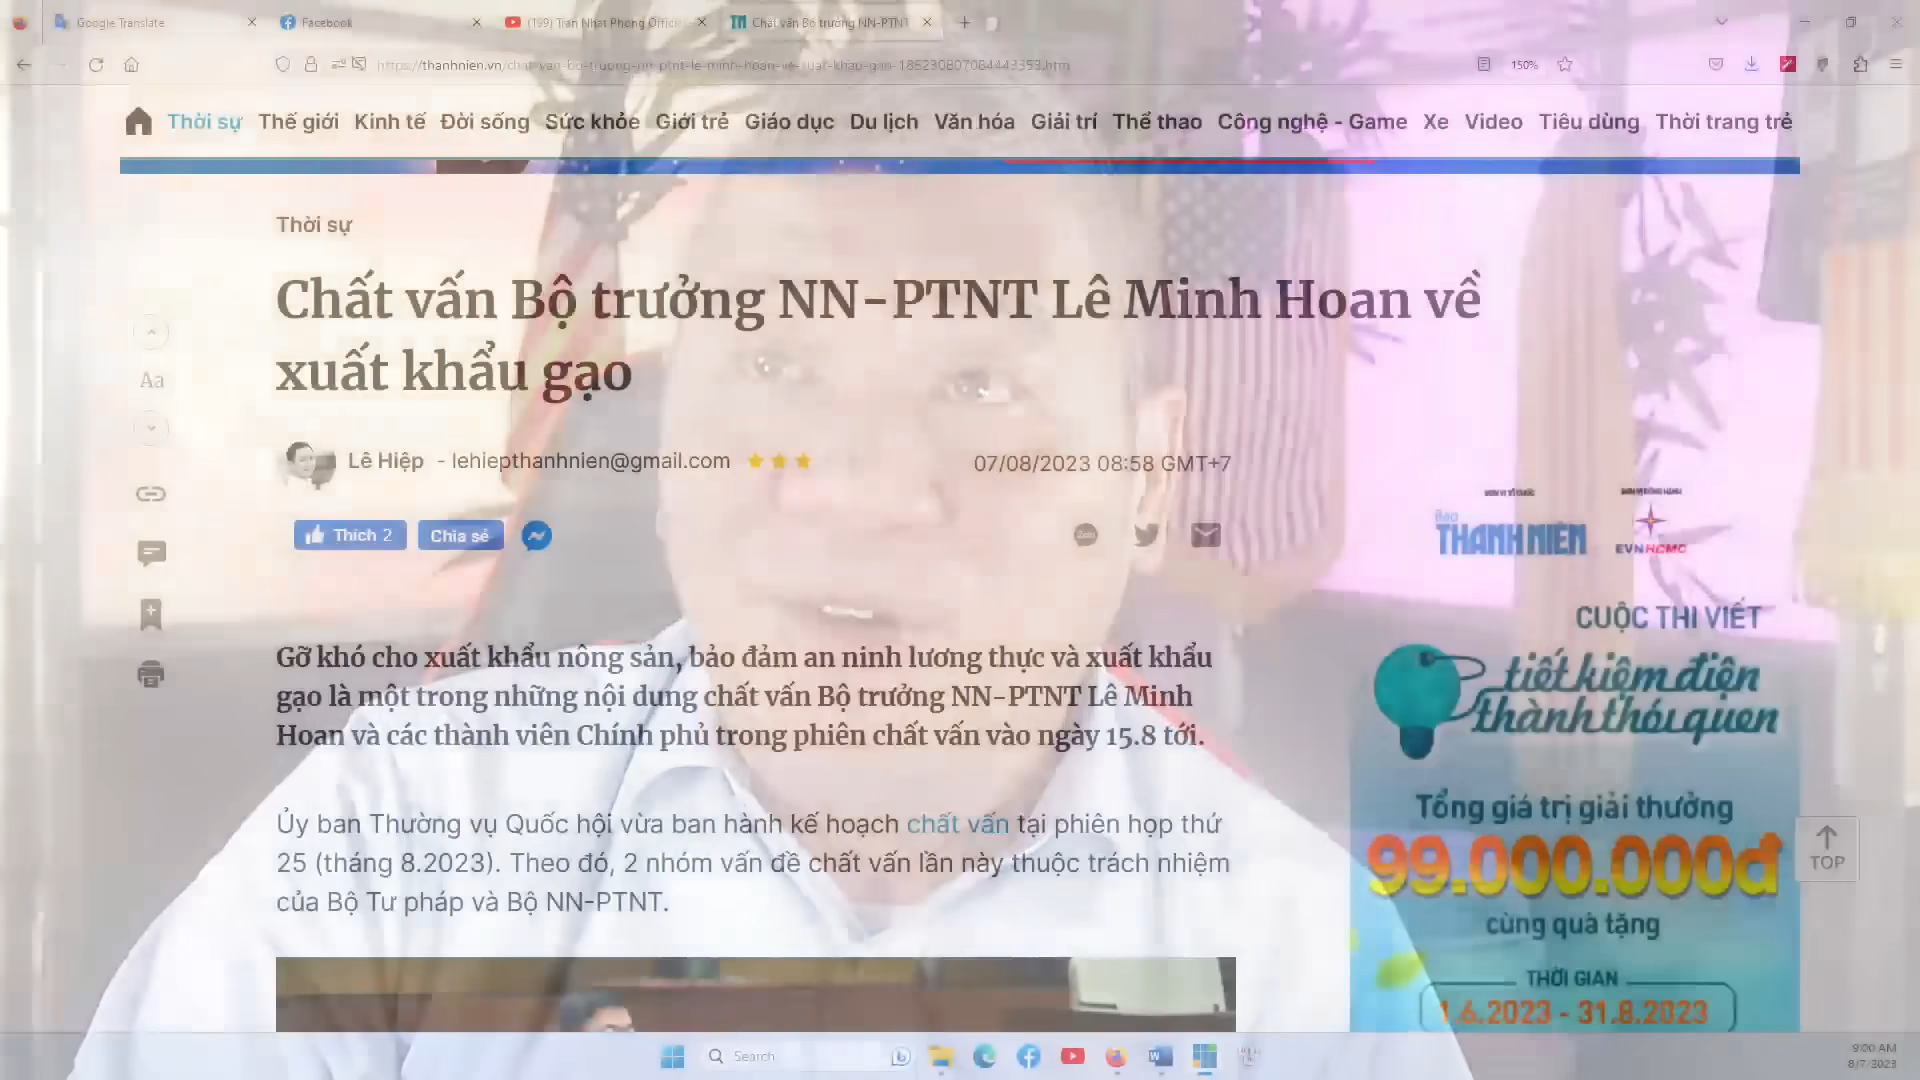 Google Translate
Facebook
(199) Tran Nhat Phong Offici
Chất vấn Bộ trưởng NN-PTNT
https://thanhnien.vn/chat-van-bo-truong-nn-ptnt-le-minh-hoan-ve-xuat-khau-gao-185230807084443353.htm
150%
Thời sự Thế giới Kinh tế Đời sống Sức khỏe Giới trẻ Giáo dục Du lịch Văn hóa Giải trí Thể thao Công nghệ - Game Xe Video Tiêu dùng Thời trang trẻ
Thời sự
Chất vấn Bộ trưởng NN-PTNT Lê Minh Hoan về
xuất khẩu gạo
Aa
Lê Hiệp - lehiepthanhnien@gmail.com
07/08/2023 08:58 GMT+7
Thích 2
Chia sẻ
Zalo
Báo
THANH NIÊN
EVNHCMC
CUỘC THI VIẾT
tiết kiệm điện
thành thói quen
Gỡ khó cho xuất khẩu nông sản, bảo đảm an ninh lương thực và xuất khẩu
gạo là một trong những nội dung chất vấn Bộ trưởng NN-PTNT Lê Minh
Hoan và các thành viên Chính phủ trong phiên chất vấn vào ngày 15.8 tới.
Tổng giá trị giải thưởng
99.000.000đ
cùng quà tặng
THỜI GIAN
1.6.2023 - 31.8.2023
TOP
Ủy ban Thường vụ Quốc hội vừa ban hành kế hoạch chất vấn tại phiên họp thứ
25 (tháng 8.2023). Theo đó, 2 nhóm vấn đề chất vấn lần này thuộc trách nhiệm
của Bộ Tư pháp và Bộ NN-PTNT.
Search
9:00 AM
8/7/2023